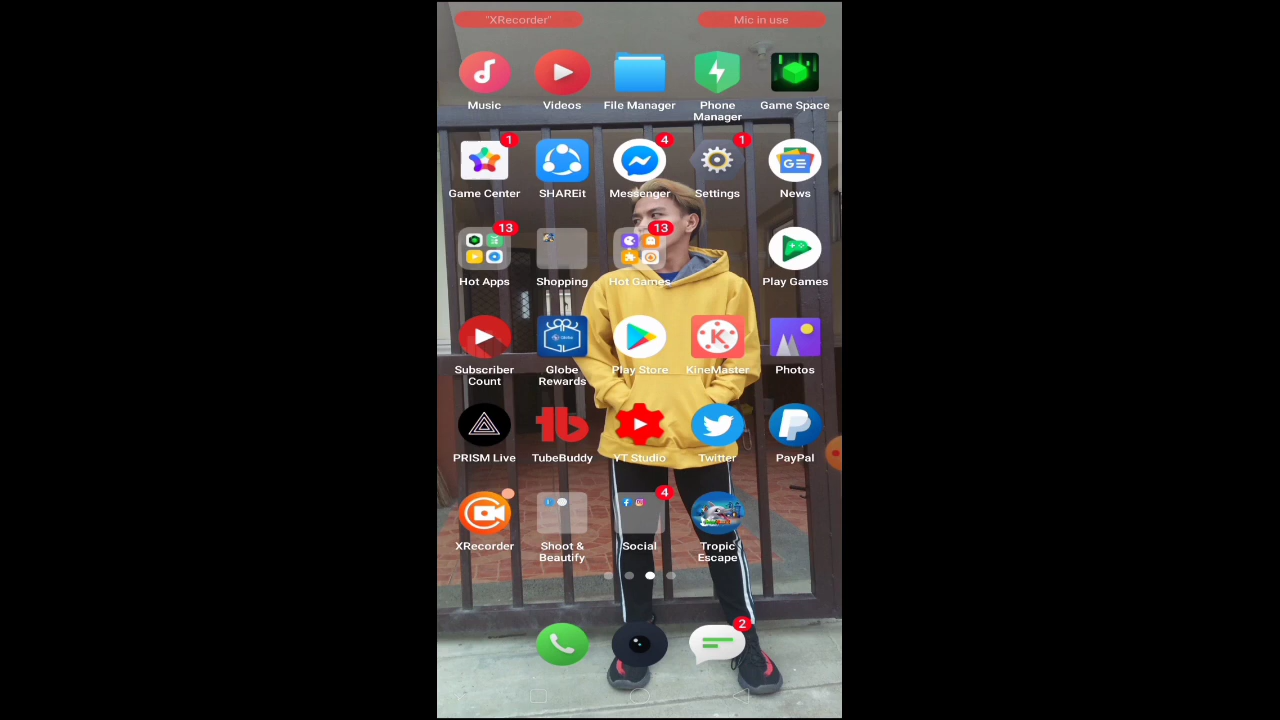 "XRecorder" Mic in use
Music Videos File Manager Phone Manager Game Space
1 4 1
Game Center SHAREit Messenger Settings News
13 13
Hot Apps Shopping Hot Games Play Games
Subscriber Count Globe Rewards Play Store KineMaster Photos
PRISM Live TubeBuddy YT Studio Twitter PayPal
4
XRecorder Shoot & Beautify Social Tropic Escape
2